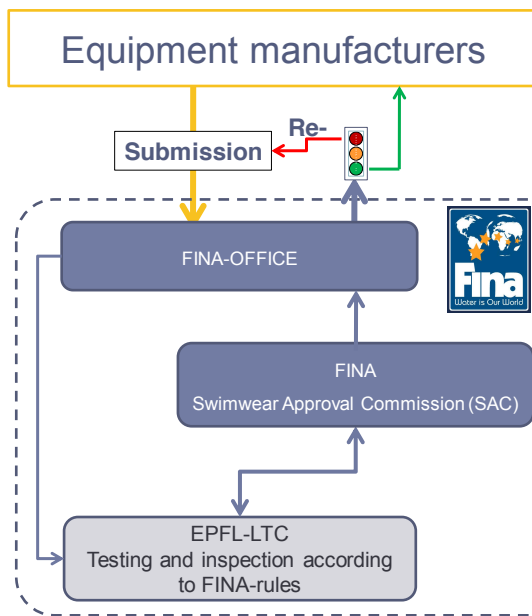 Equipment manufacturers
Re-
Submission
FINA-OFFICE
Fina
Water is Our World
FINA
Swimwear Approval Commission (SAC)
EPFL-LTC
Testing and inspection according
to FINA-rules